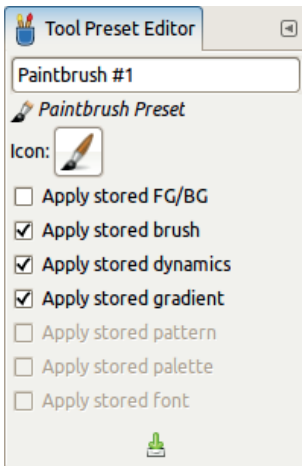 Tool Preset Editor
Paintbrush #1
Paintbrush Preset
Icon:
Apply stored FG/BG
Apply stored brush
Apply stored dynamics
Apply stored gradient
Apply stored pattern
Apply stored palette
Apply stored font